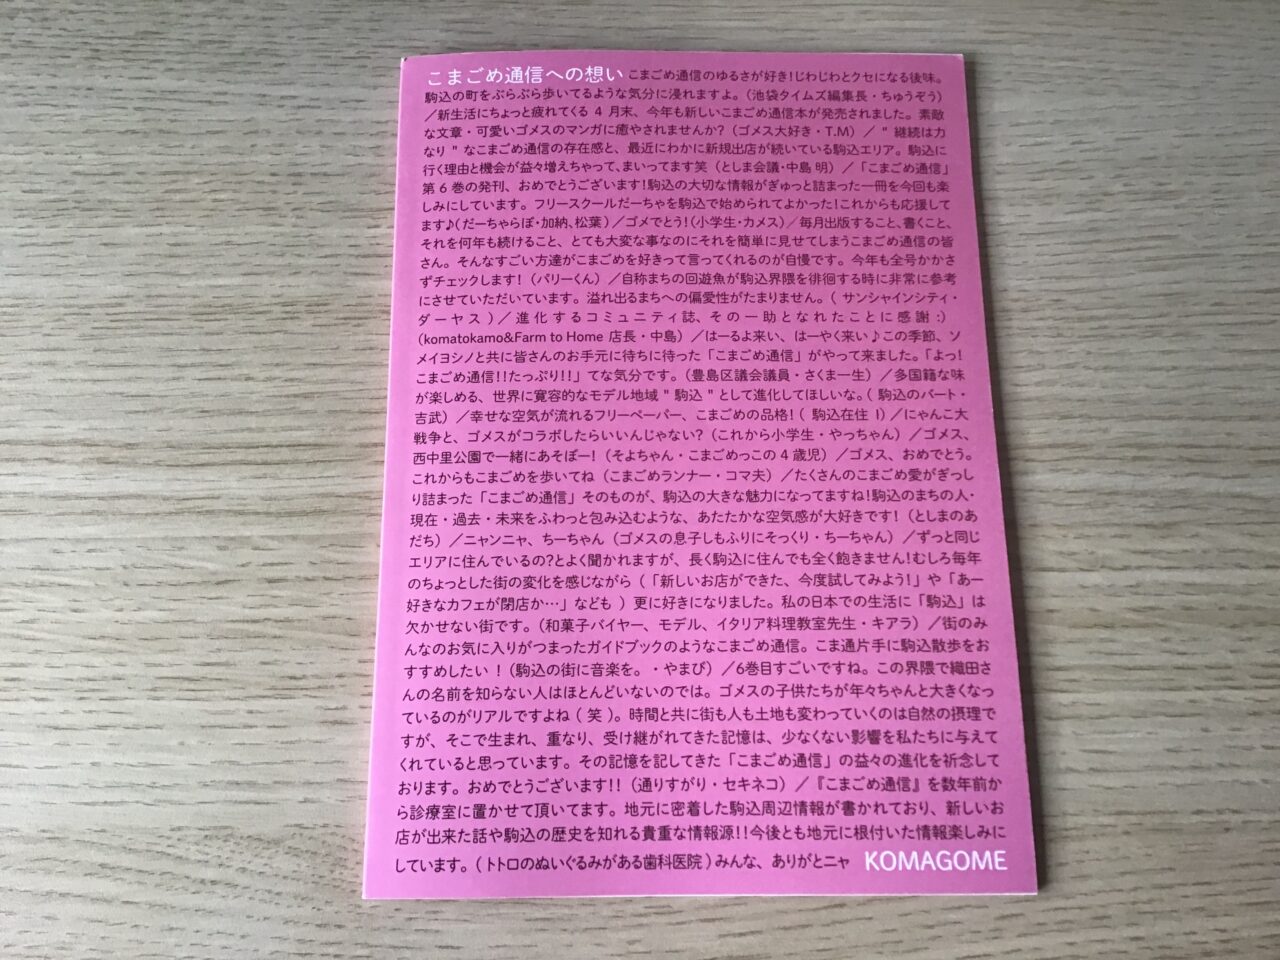 こまごめ通信への想い こまごめ通信のゆるさが好き!じわじわとクセになる後味。
駒込の町をぶらぶら歩いてるような気分に浸れますよ。(池袋タイムズ編集長・ちゅうぞう)
／新生活にちょっと疲れてくる 4 月末、今年も新しいこまごめ通信本が発売されました。素敵
な文章・可愛いゴメスのマンガに癒やされませんか? (ゴメス大好き・T.M) ／ " 継続は力
なり " なこまごめ通信の存在感と、最近にわかに新規出店が続いている駒込エリア。駒込に
行く理由と機会が益々増えちゃって、まいってます笑 (としま会議・中島 明) ／「こまごめ通信」
第 6 巻の発刊、おめでとうございます!駒込の大切な情報がぎゅっと詰まった一冊を今回も楽
しみにしています。フリースクールだーちゃを駒込で始められてよかった!これからも応援して
ます♪(だーちゃらぼ・加納、松葉) ／ゴメでとう!(小学生・カメス)／毎月出版すること、書くこと、
それを何年も続けること、とても大変な事なのにそれを簡単に見せてしまうこまごめ通信の皆
さん。そんなすごい方達がこまごめを好きって言ってくれるのが自慢です。今年も全号かかさ
ずチェックします! (パリーくん) ／自称まちの回遊魚が駒込界隈を徘徊する時に非常に参考
にさせていただいています。溢れ出るまちへの偏愛性がたまりません。( サンシャインシティ・
ダーヤス )／進化するコミュニティ誌、その一助となれたことに感謝 :)
(komatokamo&Farm to Home 店長・中島) ／はーるよ来い、はーやく来い♪この季節、ソ
メイヨシノと共に皆さんのお手元に待ちに待った「こまごめ通信」がやって来ました。「よっ!
こまごめ通信!!たっぷり!!」てな気分です。(豊島区議会議員・さくま一生) ／多国籍な味
が楽しめる、世界に寛容的なモデル地域 " 駒込 " として進化してほしいな。( 駒込のバート・
吉武) ／幸せな空気が流れるフリーペーパー、こまごめの品格! ( 駒込在住 I) ／にゃんこ大
戦争と、ゴメスがコラボしたらいいんじゃない? (これから小学生・やっちゃん) ／ゴメス、
西中里公園で一緒にあそぼー! (そよちゃん・こまごめっこの 4 歳児) ／ゴメス、おめでとう。
これからもこまごめを歩いてね (こまごめランナー・コマ夫) ／たくさんのこまごめ愛がぎっし
り詰まった「こまごめ通信」そのものが、駒込の大きな魅力になってますね!駒込のまちの人・
現在・過去・未来をふわっと包み込むような、あたたかな空気感が大好きです! (としまのあ
だち) ／ニャンニャ、ちーちゃん (ゴメスの息子しもふりにそっくり・ちーちゃん) ／ずっと同じ
エリアに住んでいるの?とよく聞かれますが、長く駒込に住んでも全く飽きません!むしろ毎年
のちょっとした街の変化を感じながら (「新しいお店ができた、今度試してみよう!」や「あー
好きなカフェが閉店か…」なども ) 更に好きになりました。私の日本での生活に「駒込」は
欠かせない街です。(和菓子バイヤー、モデル、イタリア料理教室先生・キアラ) ／街のみ
んなのお気に入りがつまったガイドブックのようなこまごめ通信。こま通片手に駒込散歩をお
すすめしたい ! (駒込の街に音楽を。・やまび) ／6巻目すごいですね。この界隈で織田さ
んの名前を知らない人はほとんどいないのでは。ゴメスの子供たちが年々ちゃんと大きくなっ
ているのがリアルですよね ( 笑 )。時間と共に街も人も土地も変わっていくのは自然の摂理で
すが、そこで生まれ、重なり、受け継がれてきた記憶は、少なくない影響を私たちに与えて
くれていると思っています。その記憶を記してきた「こまごめ通信」の益々の進化を祈念して
おります。おめでとうございます!! (通りすがり・セキネコ) ／『こまごめ通信』を数年前か
ら診療室に置かせて頂いてます。地元に密着した駒込周辺情報が書かれており、新しいお
店が出来た話や駒込の歴史を知れる貴重な情報源!!今後とも地元に根付いた情報楽しみに
しています。( トトロのぬいぐるみがある歯科医院 ) みんな、ありがとニャ KOMAGOME